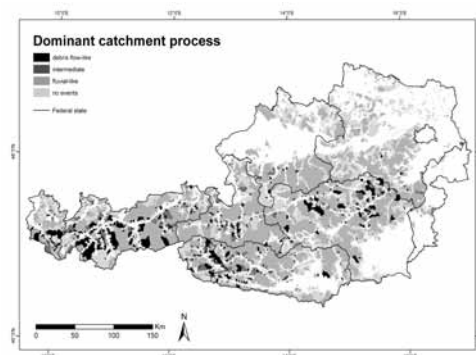 Dominant catchment process
debris flow-like
intermediate
fluvial-like
no events
Federal state
N
Km
0 50 100 150